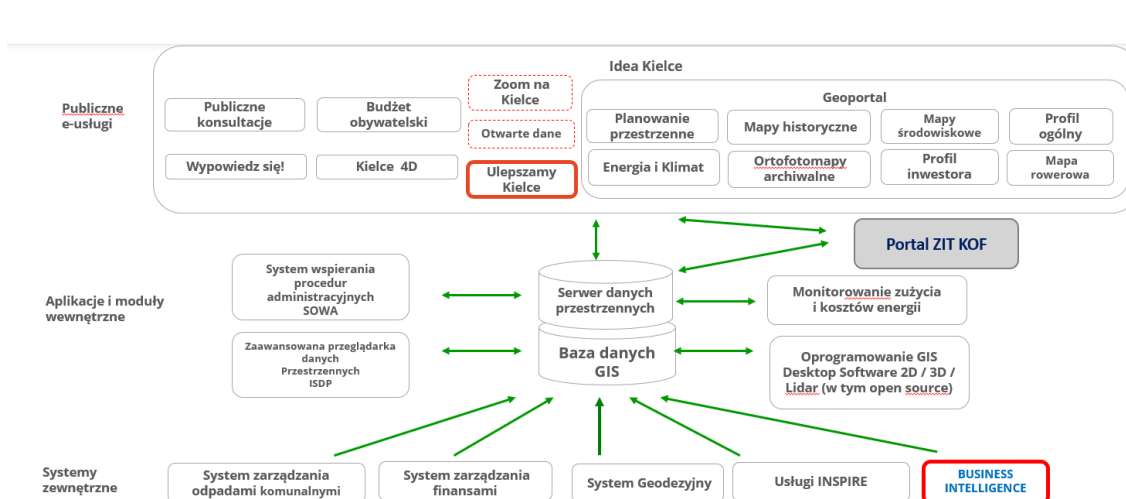 Idea Kielce
Publiczne
e-usługi
Publiczne
konsultacje
Budżet
obywatelski
Zoom na
Kielce
Otwarte dane
Wypowiedz się!
Kielce 4D
Ulepszamy
Kielce
Geoportal
Planowanie
przestrzenne
Mapy historyczne
Mapy
środowiskowe
Profil
ogólny
Energia i Klimat
Ortofotomapy
archiwalne
Profil
inwestora
Mapa
rowerowa
Portal ZIT KOF
Aplikacje i moduły
wewnętrzne
System wspierania
procedur
administracyjnych
SOWA
Serwer danych
przestrzennych
Monitorowanie zużycia
i kosztów energii
Zaawansowana przeglądarka
danych
Przestrzennych
ISDP
Baza danych
GIS
Oprogramowanie GIS
Desktop Software 2D / 3D /
Lidar (w tym open source)
Systemy
zewnętrzne
System zarządzania
odpadami komunalnymi
System zarządzania
finansami
System Geodezyjny
Usługi INSPIRE
BUSINESS
INTELLIGENCE